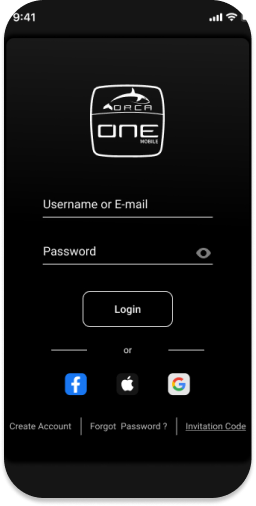 9:41
ORCA
ONE
MOBILE
Username or E-mail
Password
Login
or
G
Create Account Forgot Password ? Invitation Code